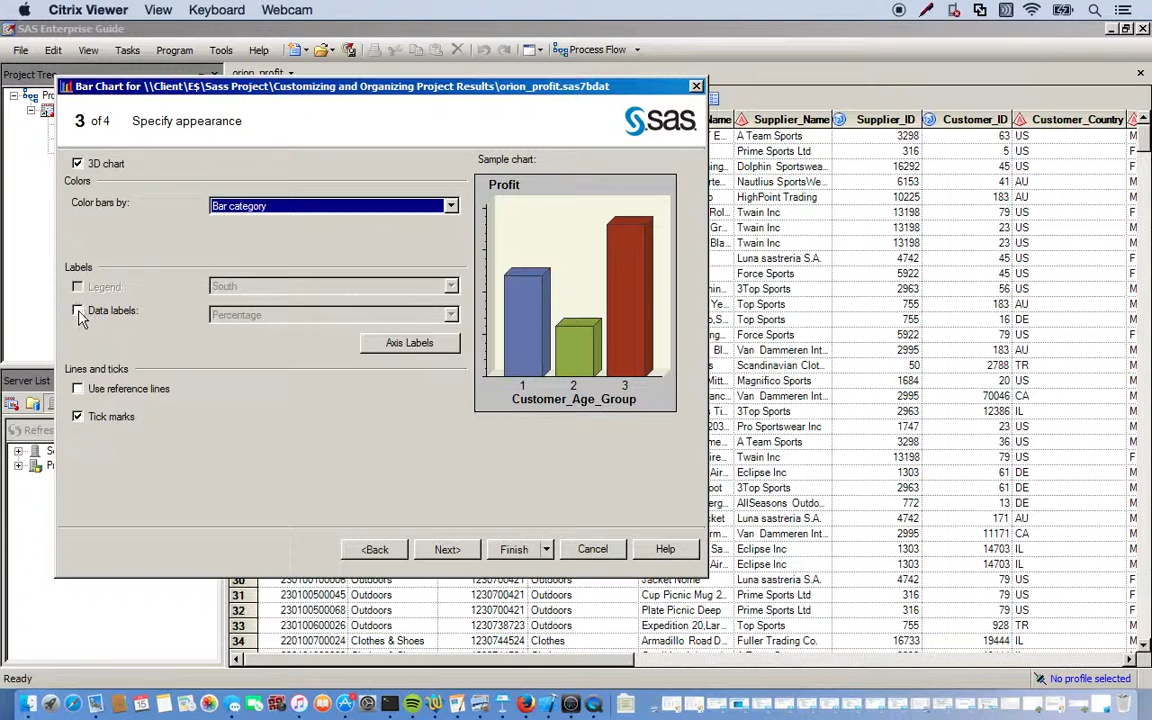 Citrix Viewer View Keyboard Webcam
SAS Enterprise Guide
File Edit View Tasks Program Tools Help Process Flow
Project Tree
orion_profit
Bar Chart for \\Client\E$\Sass Project\Customizing and Organizing Project Results\orion_profit.sas7bdat
3 of 4 Specify appearance
sas.
3D chart
Colors
Color bars by: Bar category
Labels
Legend: South
Data labels: Percentage
Axis Labels
Lines and ticks
Use reference lines
Tick marks
Sample chart:
Profit
1 2 3
Customer_Age_Group
<Back Next> Finish Cancel Help
Server List
Refres
Supplier_Name Supplier_ID Customer_ID Customer_Country
A Team Sports 3298 63 US M
Prime Sports Ltd 316 5 US F
Dolphin Sportswea... 16292 45 US F
Nautlius SportsWe... 6153 41 AU M
HighPoint Trading 10225 183 AU M
Twain Inc 13198 79 US F
Twain Inc 13198 23 US M
Twain Inc 13198 23 US M
Luna sastreria S.A. 4742 45 US F
Force Sports 5922 45 US F
3Top Sports 2963 56 US M
Top Sports 755 183 AU M
Top Sports 755 16 DE M
Force Sports 5922 79 US F
Van Dammeren Int... 2995 183 AU M
Scandinavian Clot... 50 2788 TR M
Magnifico Sports 1684 20 US M
Van Dammeren Int... 2995 70046 CA M
3Top Sports 2963 12386 IL M
Pro Sportswear Inc 1747 23 US M
A Team Sports 3298 36 US M
Twain Inc 13198 79 US F
Eclipse Inc 1303 61 DE M
3Top Sports 2963 61 DE M
AllSeasons Outdo... 772 13 DE M
Luna sastreria S.A. 4742 171 AU M
Van Dammeren Int... 2995 11171 CA M
Eclipse Inc 1303 14703 IL M
Eclipse Inc 1303 14703 IL M
30 230100100006 Outdoors 1230700421 Jacket Nome Luna sastreria S.A. 4742 79 US F
31 230100500045 Outdoors 1230700421 Cup Picnic Mug 2... Prime Sports Ltd 316 79 US F
32 230100500068 Outdoors 1230700421 Plate Picnic Deep Prime Sports Ltd 316 79 US F
33 230100600026 Outdoors 1230738723 Expedition 20,Lar... Top Sports 755 928 TR M
34 220100700024 Clothes & Shoes 1230744524 Clothes Armadillo Road D... Fuller Trading Co. 16733 19444 IL M
Ready No profile selected